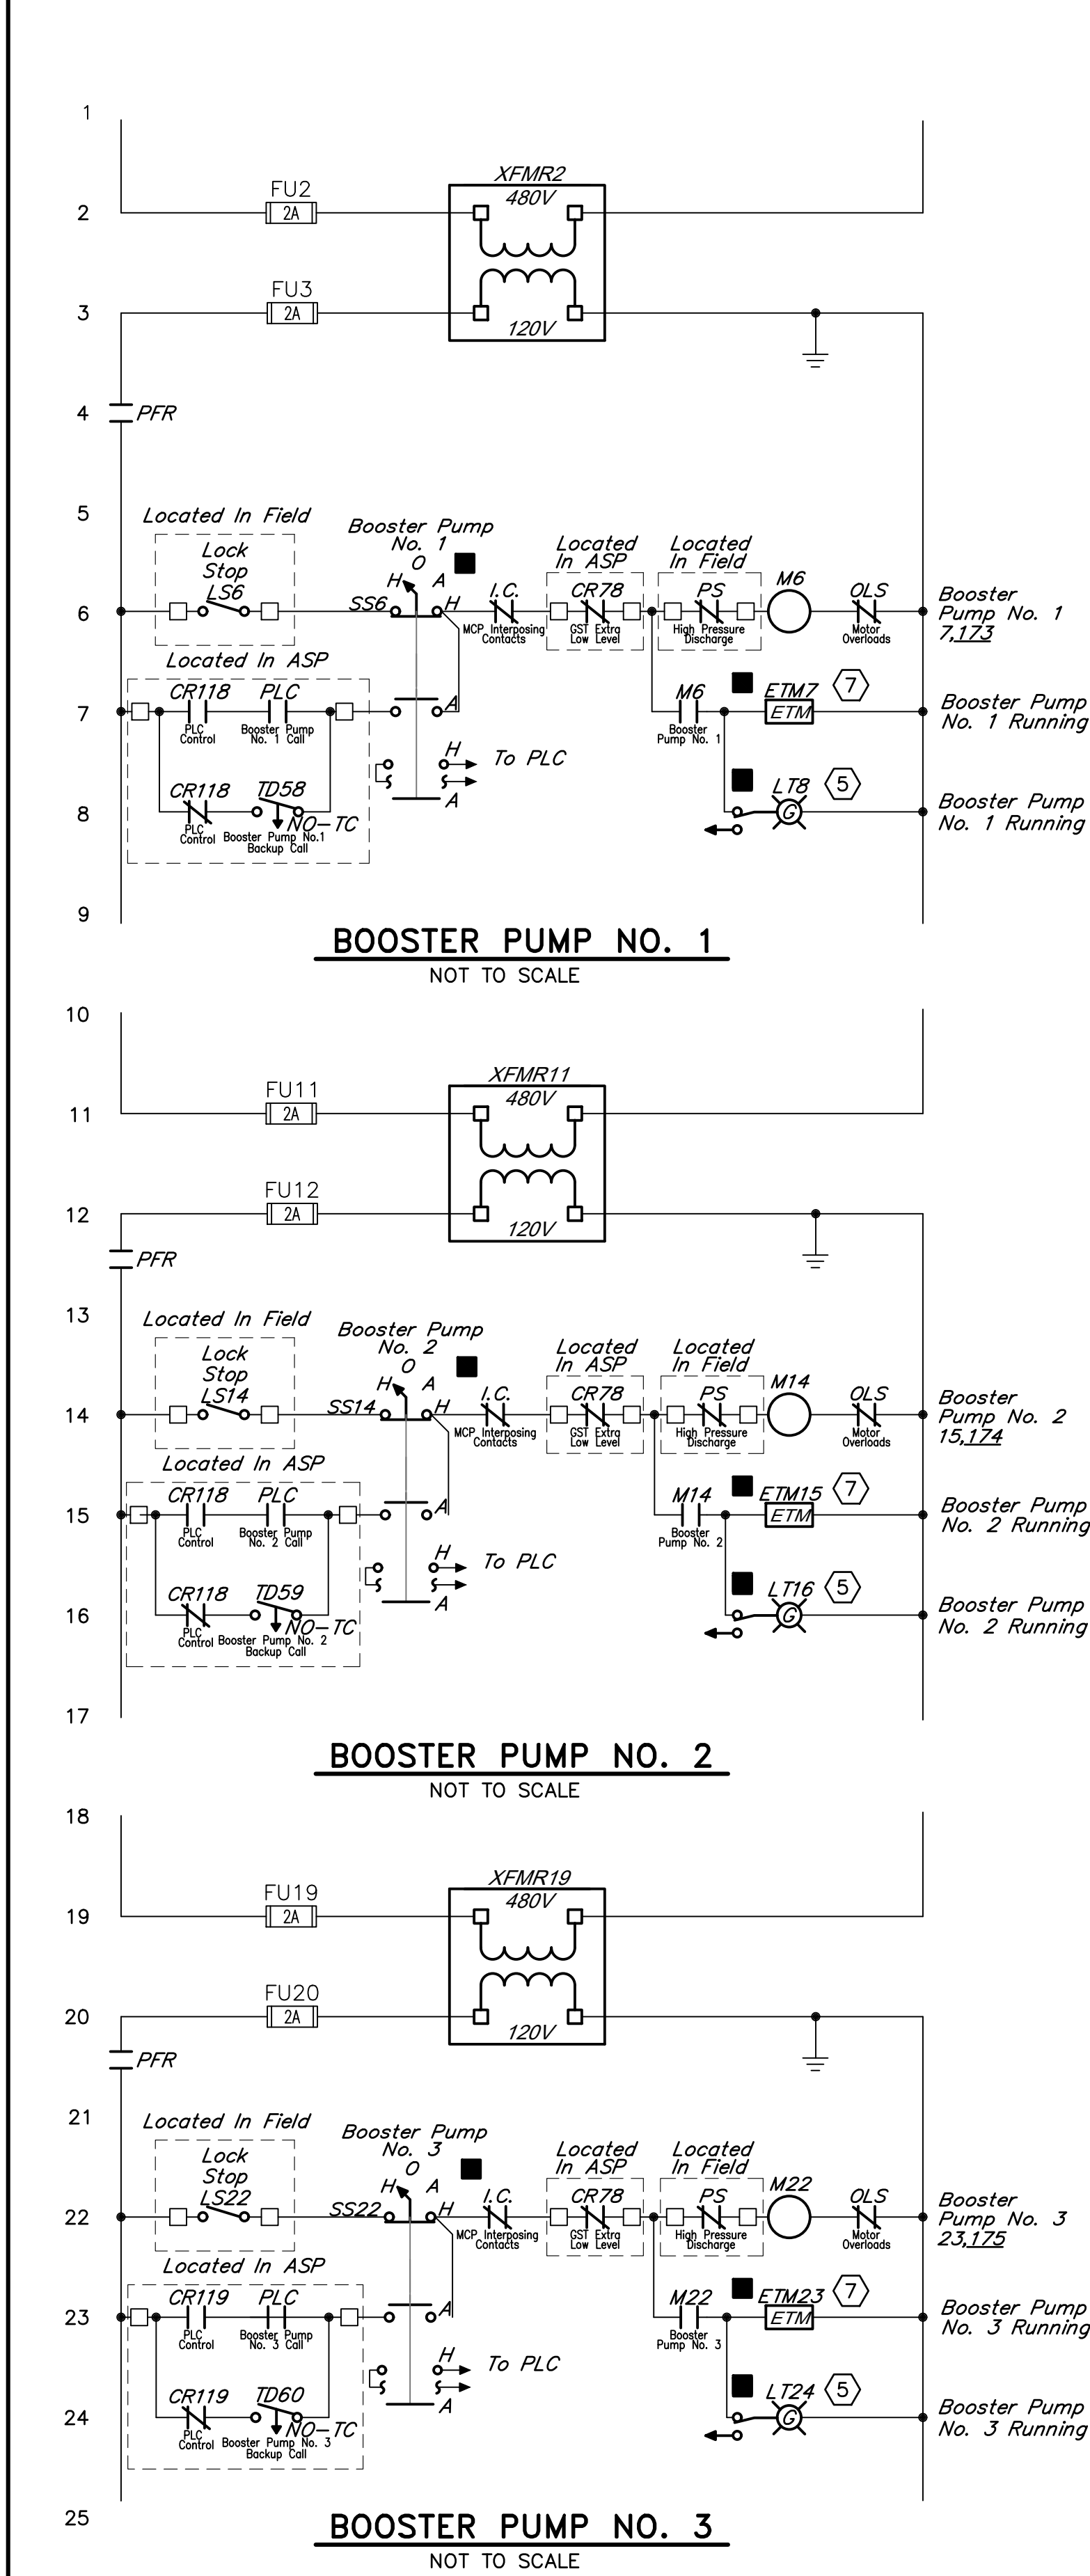 1
XFMR2
480V
FU2
2
2A
FU3
3
2A
120V
4
PFR
5
Located In Field
Booster Pump
No. 1
Lock
Stop
LS6
O
H
A
Located
In ASP
Located
In Field
6
SS6
H
I.C.
MCP Interposing
Contacts
CR78
GST Extra
Low Level
PS
High Pressure
Discharge
M6
OLS
Motor
Overloads
Booster
Pump No. 1
7,173
Located In ASP
7
CR118
PLC
Control
PLC
Booster Pump
No. 1 Call
A
M6
Booster
Pump No. 1
ETM7
ETM
7
Booster Pump
No. 1 Running
H
To PLC
A
8
CR118
PLC
Control
TD58
NO-TC
Booster Pump No.1
Backup Call
LT8
G
5
Booster Pump
No. 1 Running
9
BOOSTER PUMP NO. 1
NOT TO SCALE
10
XFMR11
480V
FU11
11
2A
FU12
12
2A
120V
PFR
13
Located In Field
Booster Pump
No. 2
Lock
Stop
LS14
O
H
A
Located
In ASP
Located
In Field
14
SS14
H
I.C.
MCP Interposing
Contacts
CR78
GST Extra
Low Level
PS
High Pressure
Discharge
M14
OLS
Motor
Overloads
Booster
Pump No. 2
15,174
Located In ASP
15
CR118
PLC
Control
PLC
Booster Pump
No. 2 Call
A
M14
Booster
Pump No. 2
ETM15
ETM
7
Booster Pump
No. 2 Running
H
To PLC
A
16
CR118
PLC
Control
TD59
NO-TC
Booster Pump No. 2
Backup Call
LT16
G
5
Booster Pump
No. 2 Running
17
BOOSTER PUMP NO. 2
NOT TO SCALE
18
XFMR19
480V
FU19
19
2A
FU20
20
2A
120V
PFR
21
Located In Field
Booster Pump
No. 3
Lock
Stop
LS22
O
H
A
Located
In ASP
Located
In Field
22
SS22
H
I.C.
MCP Interposing
Contacts
CR78
GST Extra
Low Level
PS
High Pressure
Discharge
M22
OLS
Motor
Overloads
Booster
Pump No. 3
23,175
Located In ASP
23
CR119
PLC
Control
PLC
Booster Pump
No. 3 Call
A
M22
Booster
Pump No. 3
ETM23
ETM
7
Booster Pump
No. 3 Running
H
To PLC
A
24
CR119
PLC
Control
TD60
NO-TC
Booster Pump No. 3
Backup Call
LT24
G
5
Booster Pump
No. 3 Running
25
BOOSTER PUMP NO. 3
NOT TO SCALE